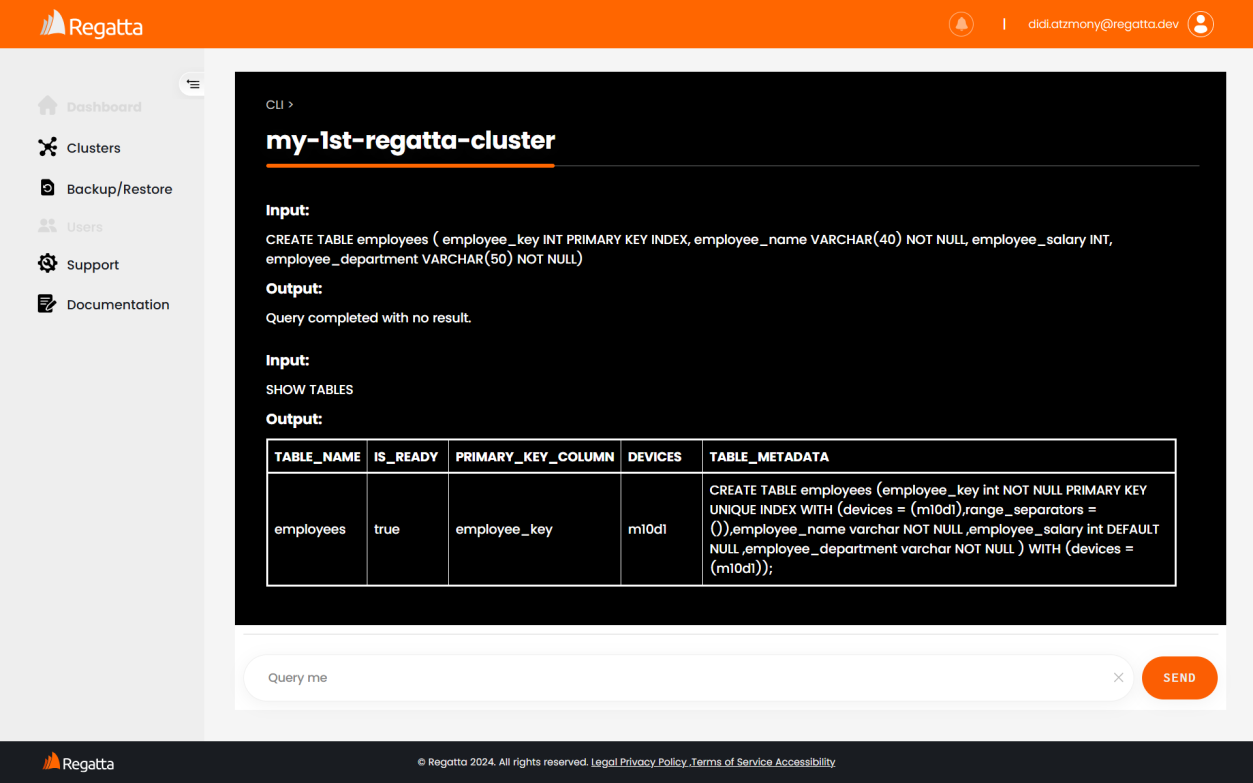 Regatta
didi.atzmony@regatta.dev
Dashboard
Clusters
Backup/Restore
Users
Support
Documentation
CLI >
my-1st-regatta-cluster
Input:
CREATE TABLE employees ( employee_key INT PRIMARY KEY INDEX, employee_name VARCHAR(40) NOT NULL, employee_salary INT,
employee_department VARCHAR(50) NOT NULL)
Output:
Query completed with no result.
Input:
SHOW TABLES
Output:
TABLE_NAME IS_READY PRIMARY_KEY_COLUMN DEVICES TABLE_METADATA
employees true employee_key m10d1
CREATE TABLE employees (employee_key int NOT NULL PRIMARY KEY
UNIQUE INDEX WITH (devices = (m10d1),range_separators =
()),employee_name varchar NOT NULL ,employee_salary int DEFAULT
NULL ,employee_department varchar NOT NULL ) WITH (devices =
(m10d1));
Query me
SEND
Regatta
© Regatta 2024. All rights reserved. Legal Privacy Policy ,Terms of Service Accessibility